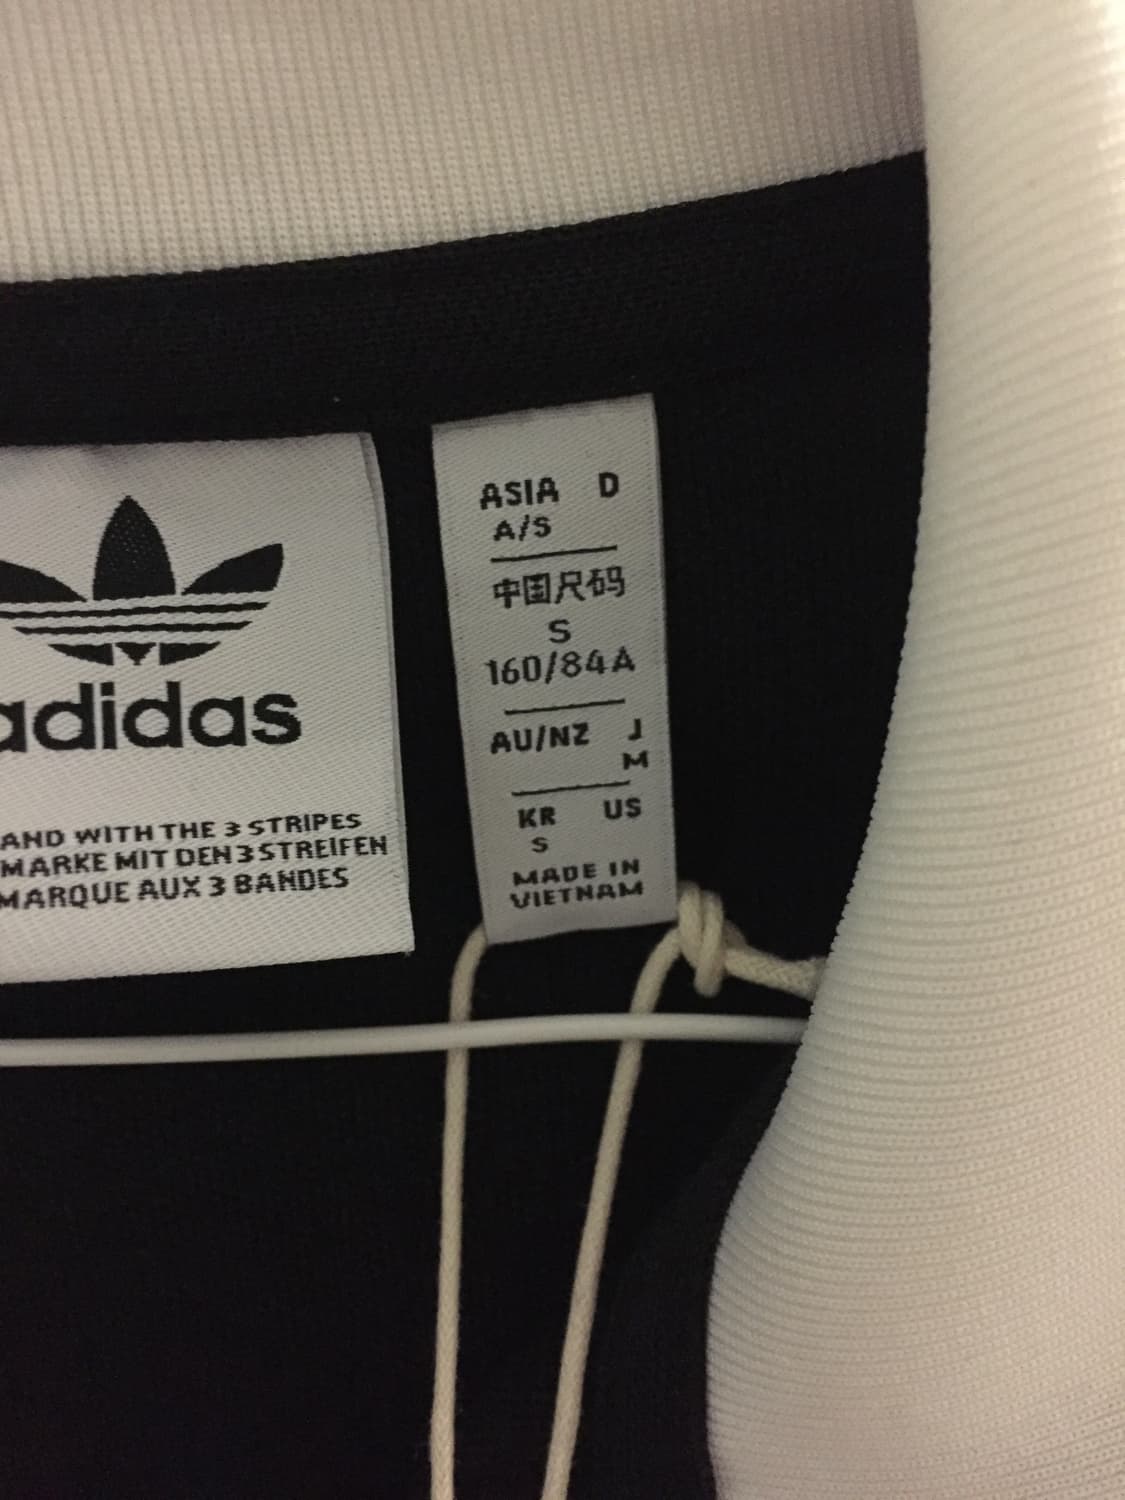 adidas
AND WITH THE 3 STRIPES
MARKE MIT DEN 3 STREIFEN
MARQUE AUX 3 BANDES
ASIA D
A/S
中国尺码
S
160/84A
AU/NZ J
M
KR US
S
MADE IN
VIETNAM